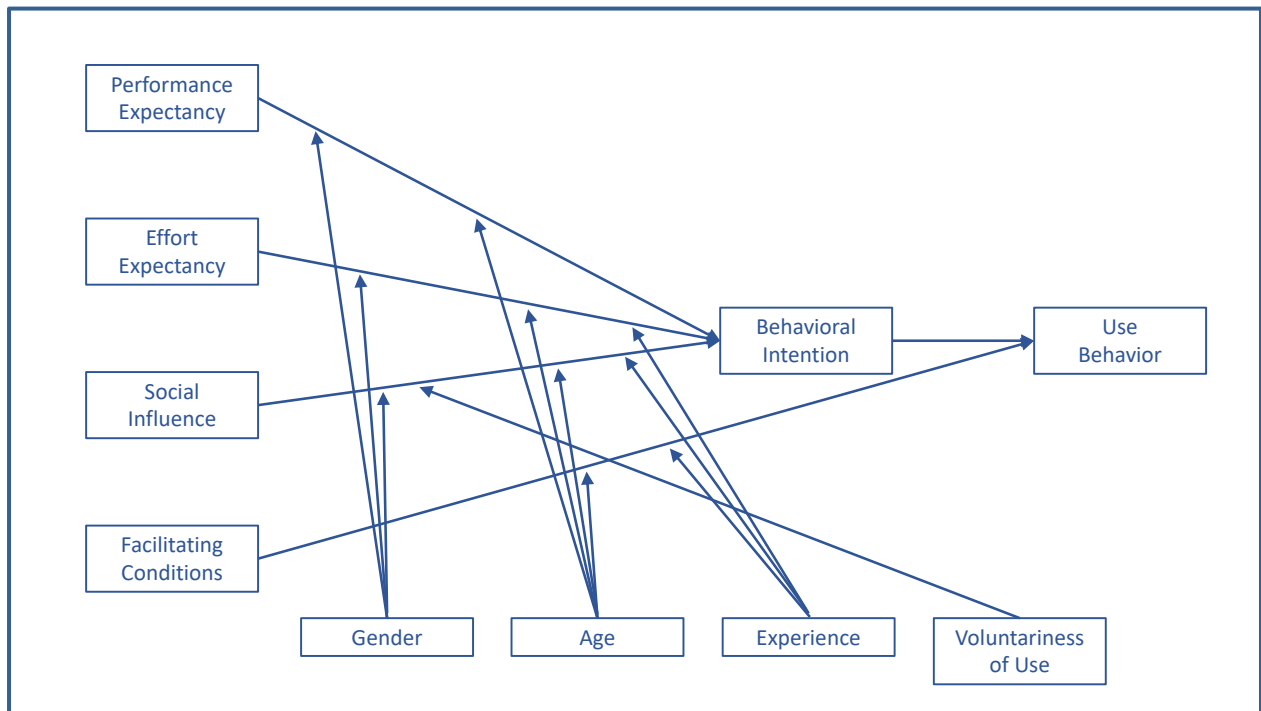 Performance
Expectancy
Effort
Expectancy
Behavioral
Intention
Use
Behavior
Social
Influence
Facilitating
Conditions
Gender
Age
Experience
Voluntariness
of Use